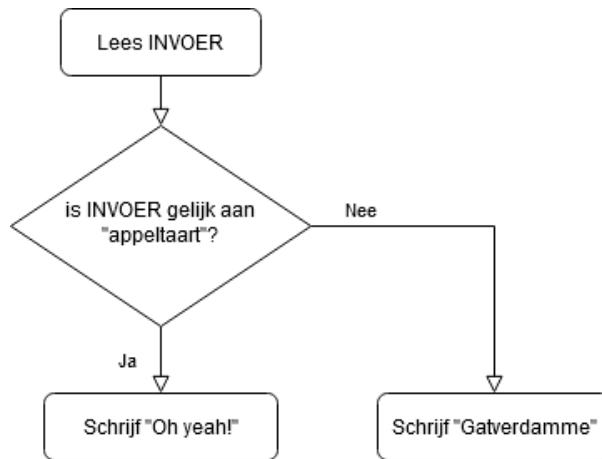 Lees INVOER
is INVOER gelijk aan
"appeltaart"?
Nee
Ja
Schrijf "Oh yeah!"
Schrijf "Gatverdamme"